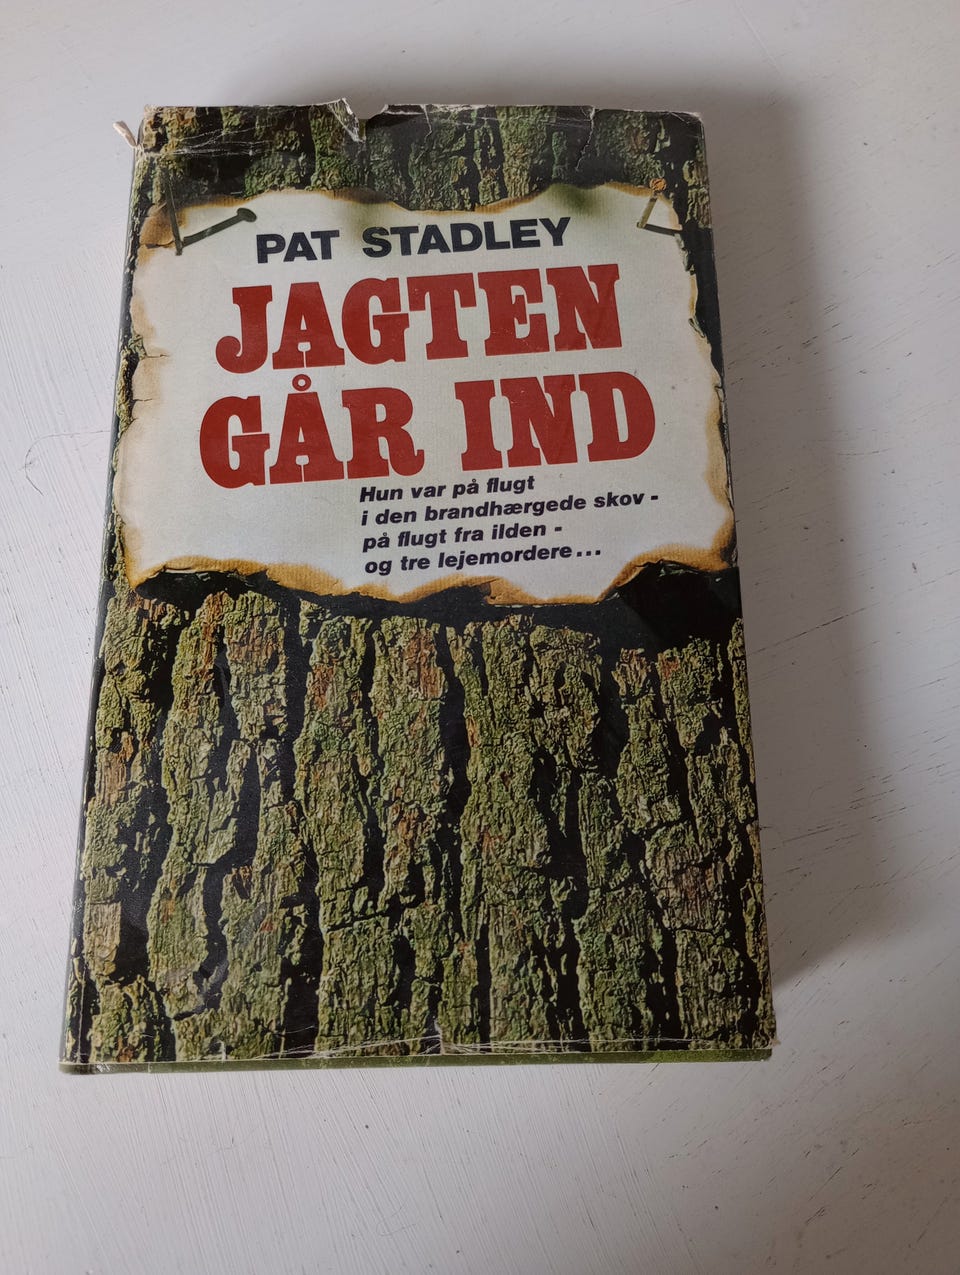 PAT STADLEY
JAGTEN
GÅR IND
Hun var på flugt
i den brandhærgede skov -
på flugt fra ilden -
og tre lejemordere...